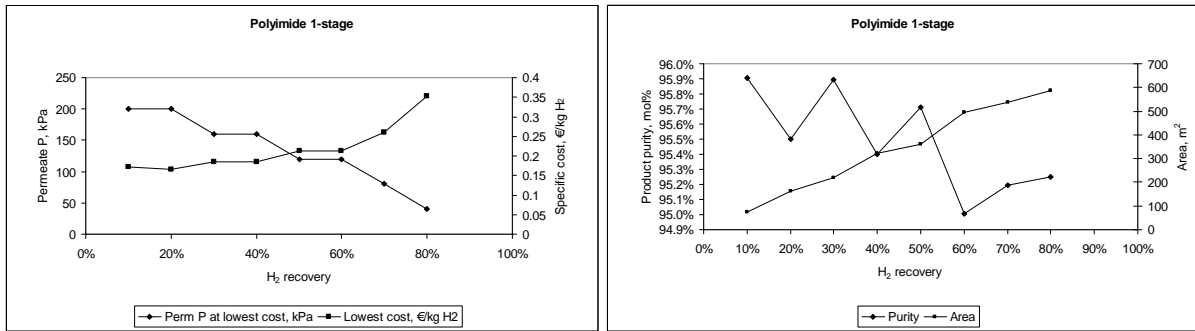 Polyimide 1-stage
Permeate P, kPa
250
200
150
100
50
0
0.4
0.35
0.3
0.25
0.2
0.15
0.1
0.05
0
Specific cost, €/kg H₂
0% 20% 40% 60% 80% 100%
H₂ recovery
Perm P at lowest cost, kPa Lowest cost, €/kg H2
Polyimide 1-stage
Product purity, mol%
96.0%
95.9%
95.8%
95.7%
95.6%
95.5%
95.4%
95.3%
95.2%
95.1%
95.0%
94.9%
700
600
500
400
300
200
100
0
Area, m²
0% 10% 20% 30% 40% 50% 60% 70% 80% 90% 100%
H₂ recovery
Purity Area